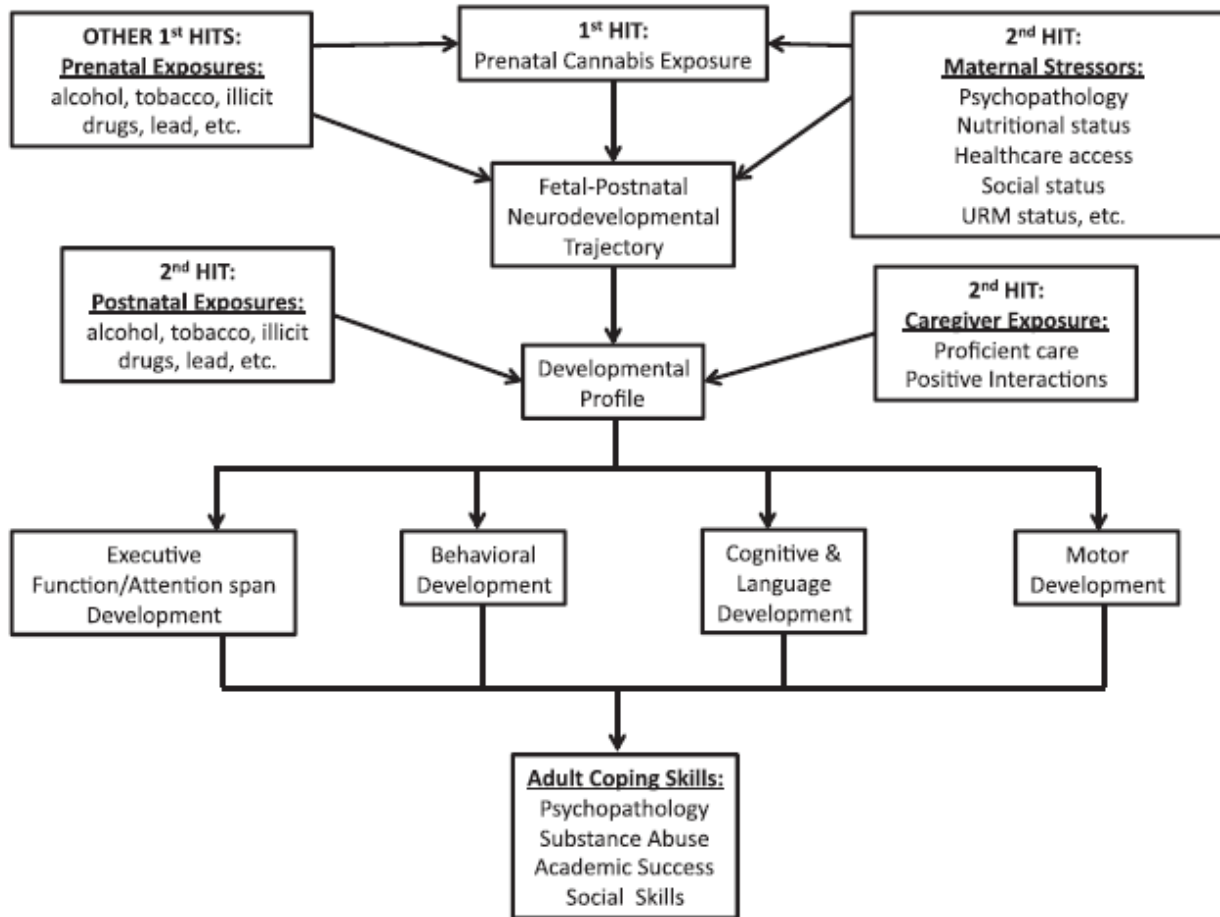 OTHER 1st HITS:
Prenatal Exposures:
alcohol, tobacco, illicit
drugs, lead, etc.
1st HIT:
Prenatal Cannabis Exposure
2nd HIT:
Maternal Stressors:
Psychopathology
Nutritional status
Healthcare access
Social status
URM status, etc.
Fetal-Postnatal
Neurodevelopmental
Trajectory
2nd HIT:
Postnatal Exposures:
alcohol, tobacco, illicit
drugs, lead, etc.
2nd HIT:
Caregiver Exposure:
Proficient care
Positive Interactions
Developmental
Profile
Executive
Function/Attention span
Development
Behavioral
Development
Cognitive &
Language
Development
Motor
Development
Adult Coping Skills:
Psychopathology
Substance Abuse
Academic Success
Social Skills